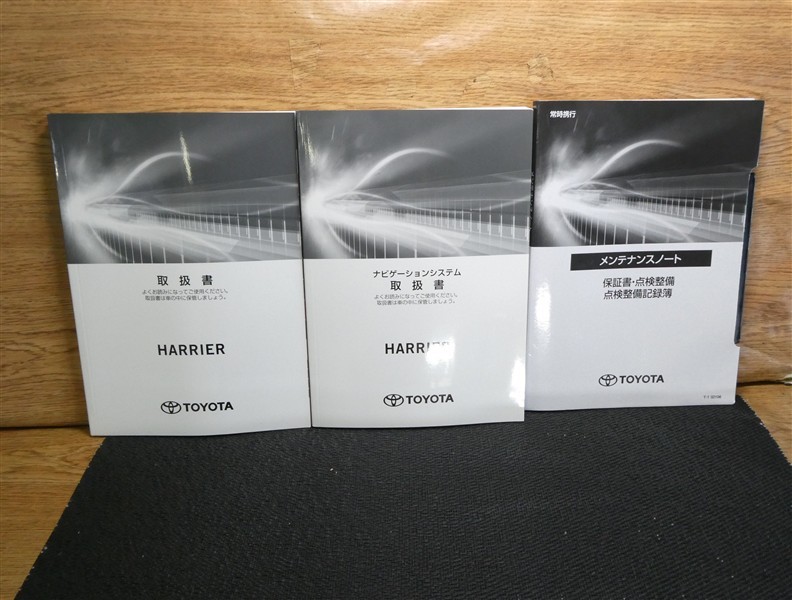 取扱書
よくお読みになってご使用ください。
取扱書は車の中に保管しましょう。
HARRIER
TOYOTA
ナビゲーションシステム
取扱書
よくお読みになってご使用ください。
取扱書は車の中に保管しましょう。
HARRIER
TOYOTA
常時携行
メンテナンスノート
保証書・点検整備
点検整備記録簿
TOYOTA